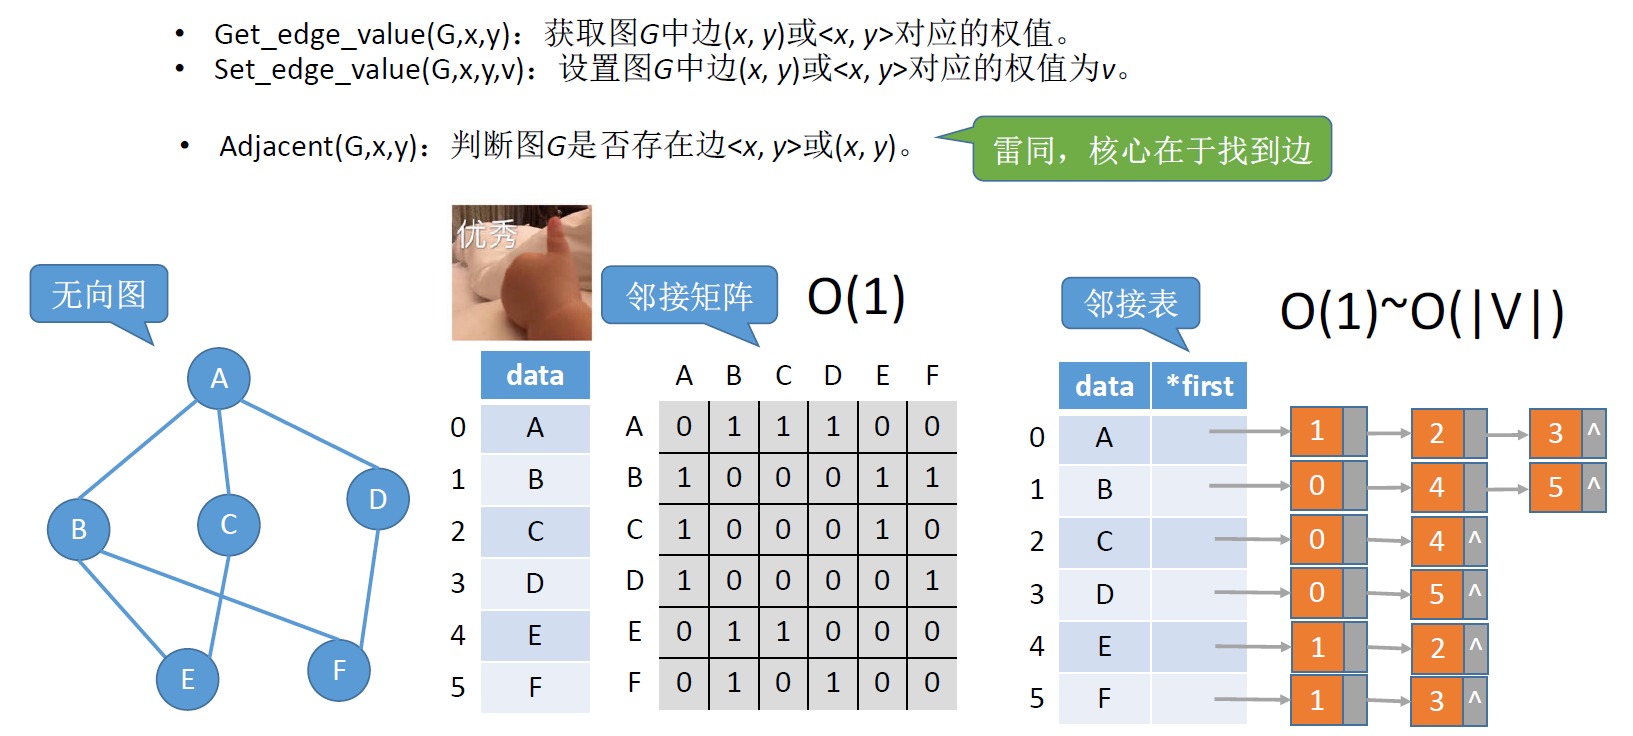 • Get_edge_value(G,x,y)：获取图G中边(x, y)或<x, y>对应的权值。
• Set_edge_value(G,x,y,v)：设置图G中边(x, y)或<x, y>对应的权值为v。
• Adjacent(G,x,y)：判断图G是否存在边<x, y>或(x, y)。
雷同，核心在于找到边
优秀
无向图
邻接矩阵
O(1)
邻接表
O(1)~O(|V|)
A
B
C
D
E
F
data
0 A
1 B
2 C
3 D
4 E
5 F
A B C D E F
A 0 1 1 1 0 0
B 1 0 0 0 1 1
C 1 0 0 0 1 0
D 1 0 0 0 0 1
E 0 1 1 0 0 0
F 0 1 0 1 0 0
data *first
0 A 1 2 3 ^
1 B 0 4 5 ^
2 C 0 4 ^
3 D 0 5 ^
4 E 1 2 ^
5 F 1 3 ^